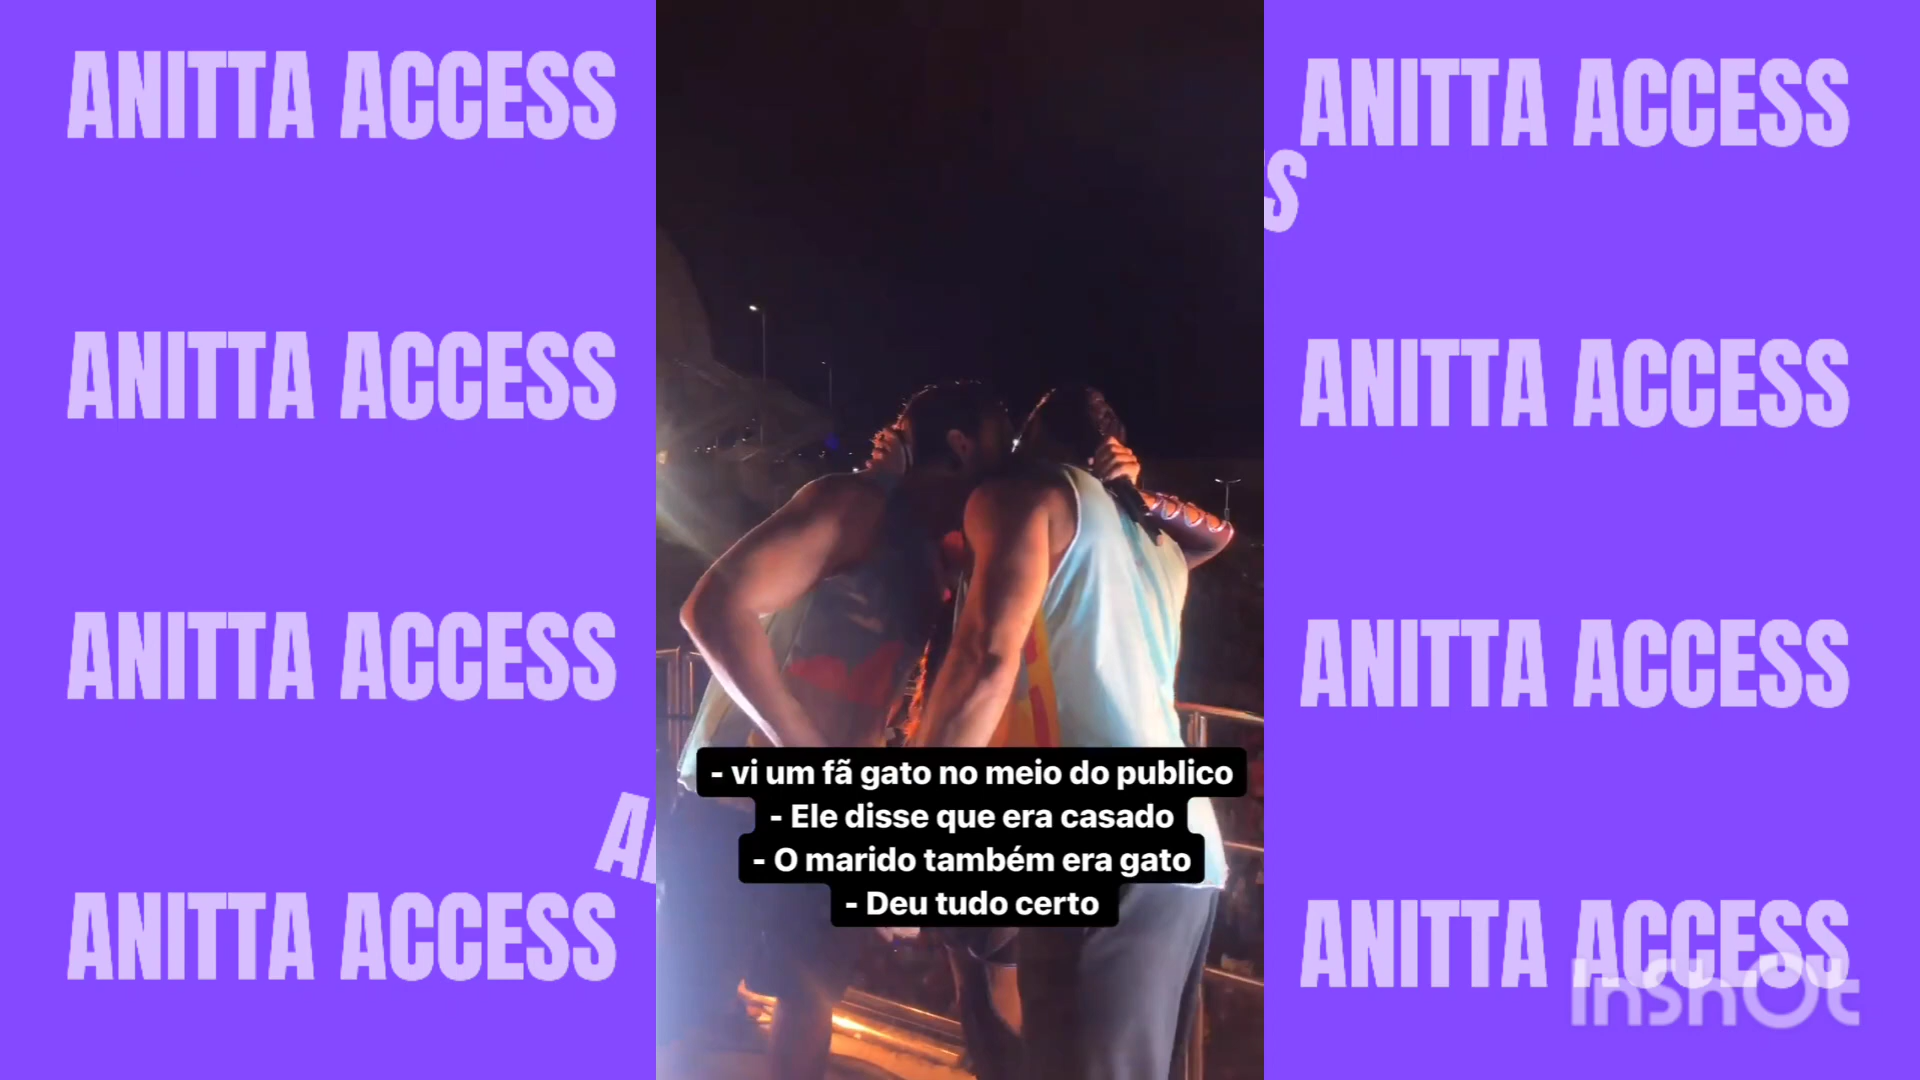 ANITTA ACCESS
ANITTA ACCESS
ANITTA ACCESS
ANITTA ACCESS
- vi um fã gato no meio do publico
- Ele disse que era casado
- O marido também era gato
- Deu tudo certo
ANITTA ACCESS
ANITTA ACCESS
ANITTA ACCESS
ANITTA ACCESS
InShOt